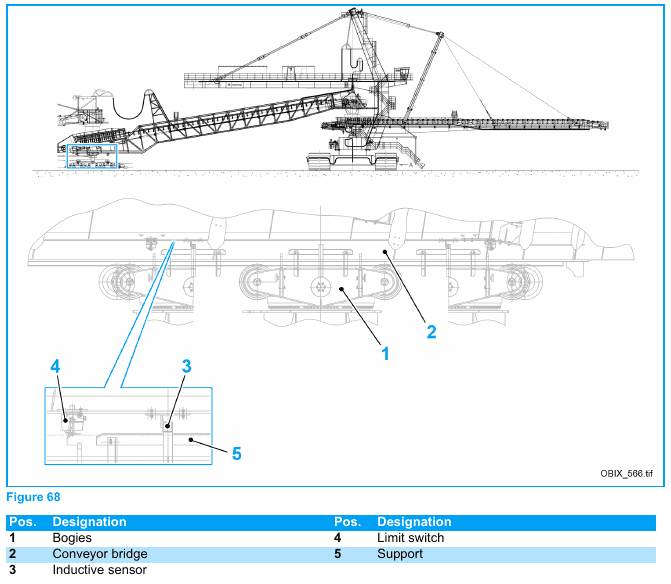 4
3
5
2
1
OBIX_566.tif
Figure 68
Pos. Designation Pos. Designation
1 Bogies 4 Limit switch
2 Conveyor bridge 5 Support
3 Inductive sensor